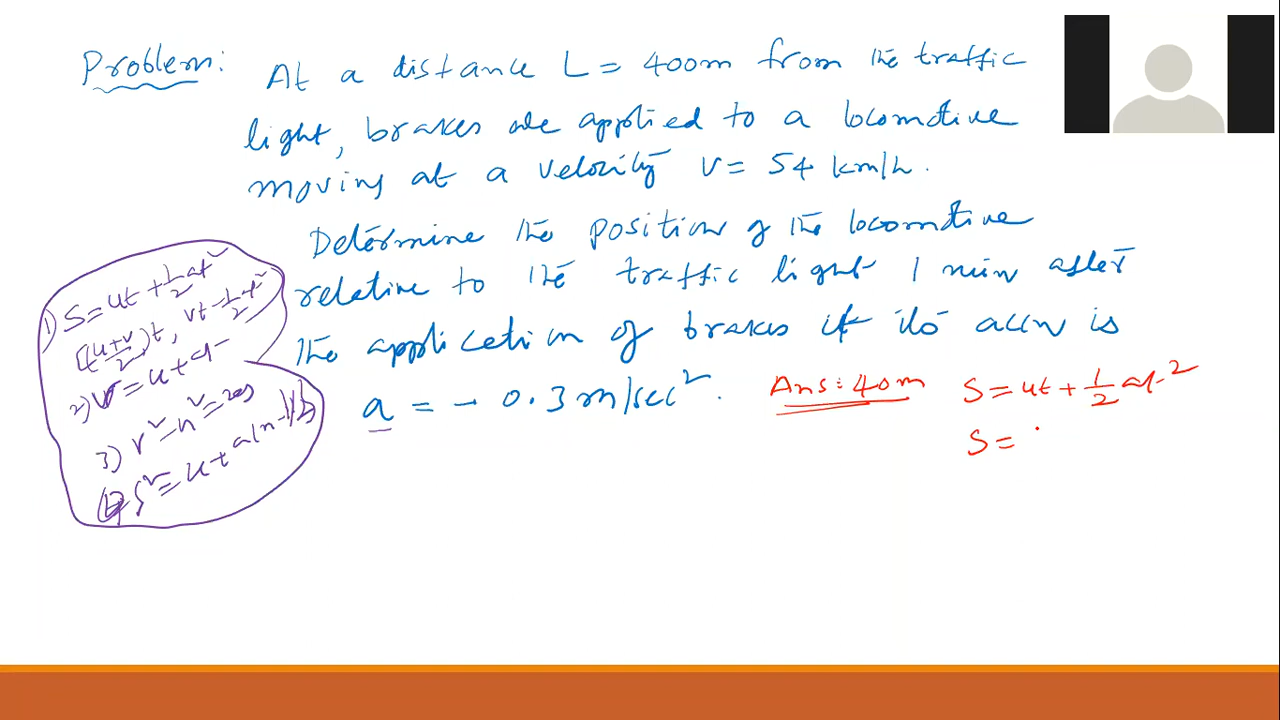 Problem: At a distance L = 400m from the traffic
light, brakes are applied to a locomotive
moving at a velocity v = 54 km/h.
Determine the position of the locomotive
relative to the traffic light 1 min after
the application of brakes if its accn is
a = - 0.3 m/sec²
Ans: 40m
S = ut + 1/2 at²
S =
1) S = ut + 1/2 at²
(u+v/2)t, vt - 1/2 at²
2) v = u + at
3) v² - u² = 2as
= u + a(n - 1/2)